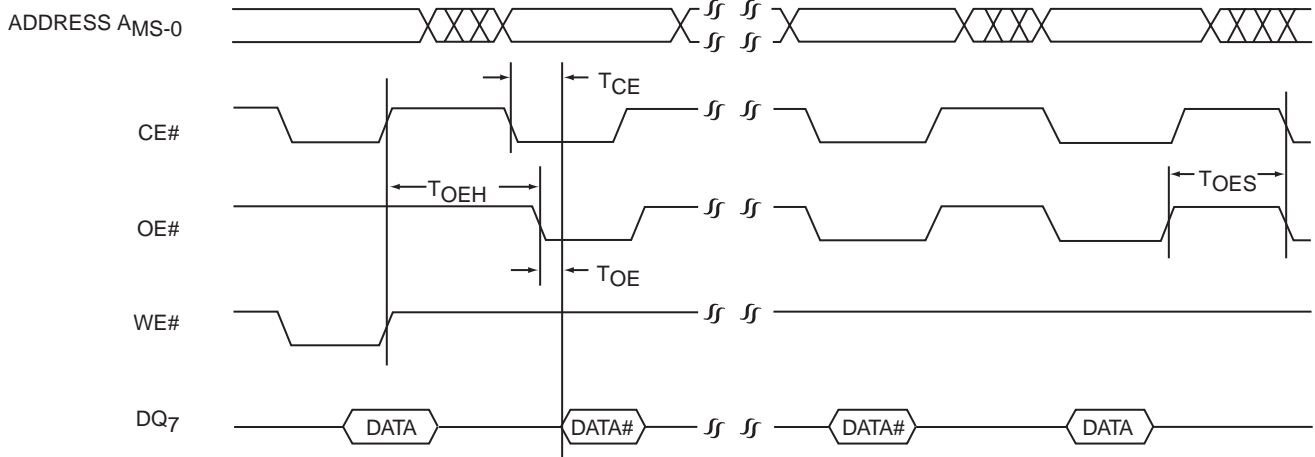 ADDRESS AMS-0
TCE
CE#
TOEH
TOES
OE#
TOE
WE#
DQ7
DATA
DATA#
DATA#
DATA